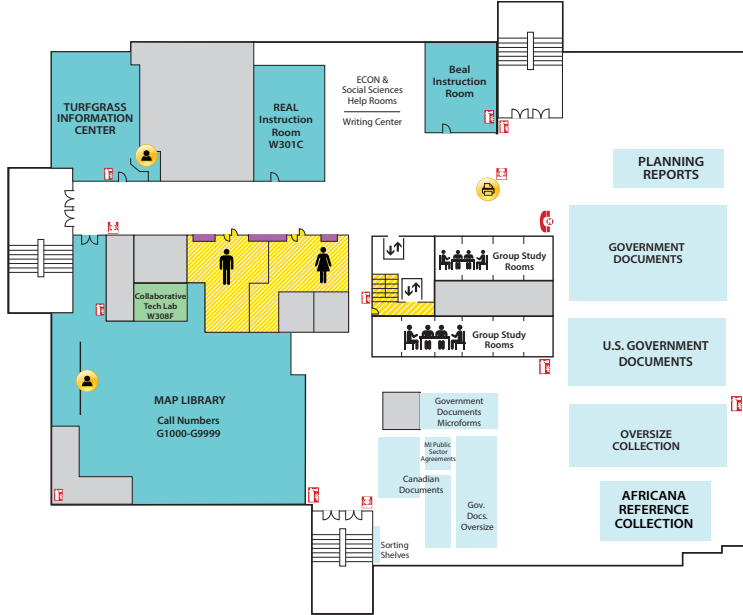 TURFGRASS
INFORMATION
CENTER
REAL
Instruction
Room
W301C
ECON &
Social Sciences
Help Rooms
Writing Center
Beal
Instruction
Room
PLANNING
REPORTS
GOVERNMENT
DOCUMENTS
Group Study
Rooms
Collaborative
Tech Lab
W308F
Group Study
Rooms
U.S. GOVERNMENT
DOCUMENTS
MAP LIBRARY
Call Numbers
G1000-G9999
Government
Documents
Microforms
OVERSIZE
COLLECTION
MI Public
Sector
Agreements
Canadian
Documents
Gov.
Docs.
Oversize
AFRICANA
REFERENCE
COLLECTION
Sorting
Shelves